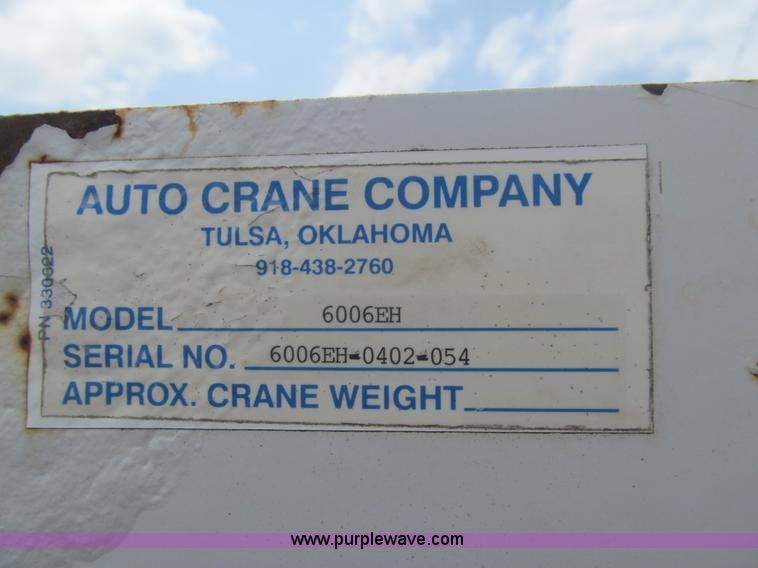 AUTO CRANE COMPANY
TULSA, OKLAHOMA
918-438-2760
PN 330622
MODEL 6006EH
SERIAL NO. 6006EH-0402-054
APPROX. CRANE WEIGHT
www.purplewave.com